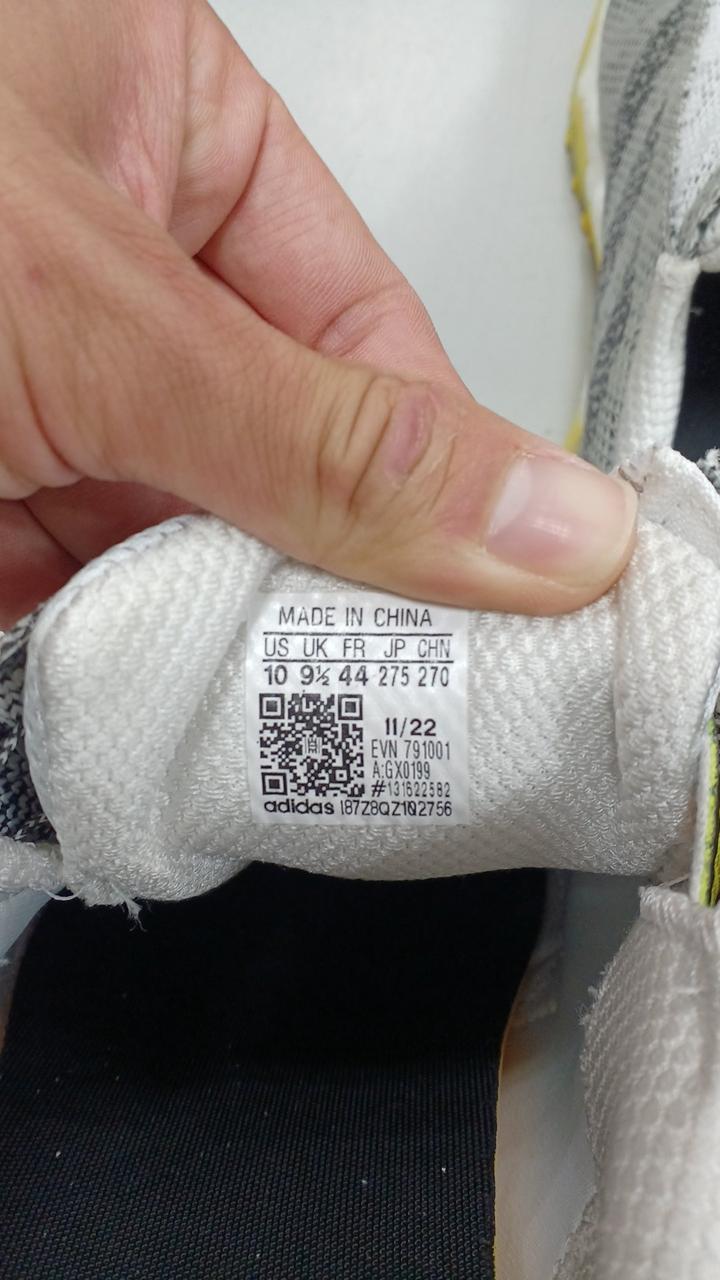 MADE IN CHINA
US UK FR JP CHN
10 9½ 44 275 270
11/22
EVN 791001
A:GX0199
#131622582
adidas I87Z8QZ102756